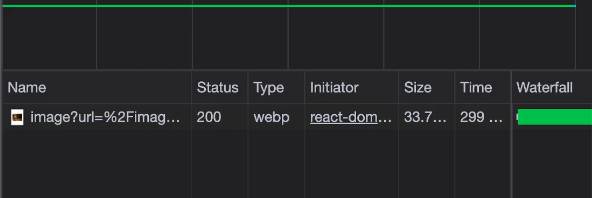 Name Status Type Initiator Size Time Waterfall
image?url=%2Fimag... 200 webp react-dom... 33.7... 299 ...